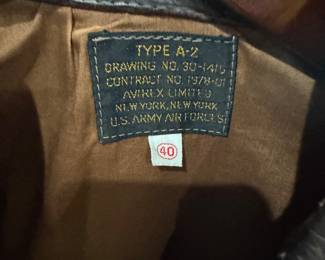 TYPE A-2
DRAWING NO. 30-1415
CONTRACT NO. 1978-01
AVIREX LIMITED
NEW YORK, NEW YORK
U.S. ARMY AIR FORCES
40